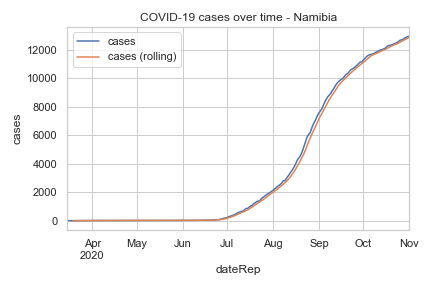 COVID-19 cases over time - Namibia
cases
cases (rolling)
12000
10000
8000
6000
4000
2000
0
cases
Apr May Jun Jul Aug Sep Oct Nov
2020
dateRep